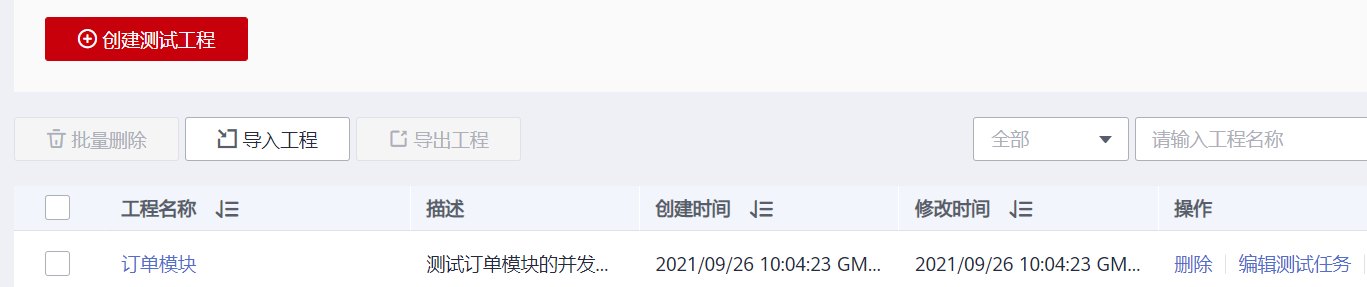 创建测试工程
批量删除 导入工程 导出工程 全部 请输入工程名称
工程名称 描述 创建时间 修改时间 操作
订单模块 测试订单模块的并发... 2021/09/26 10:04:23 GM... 2021/09/26 10:04:23 GM... 删除 编辑测试任务